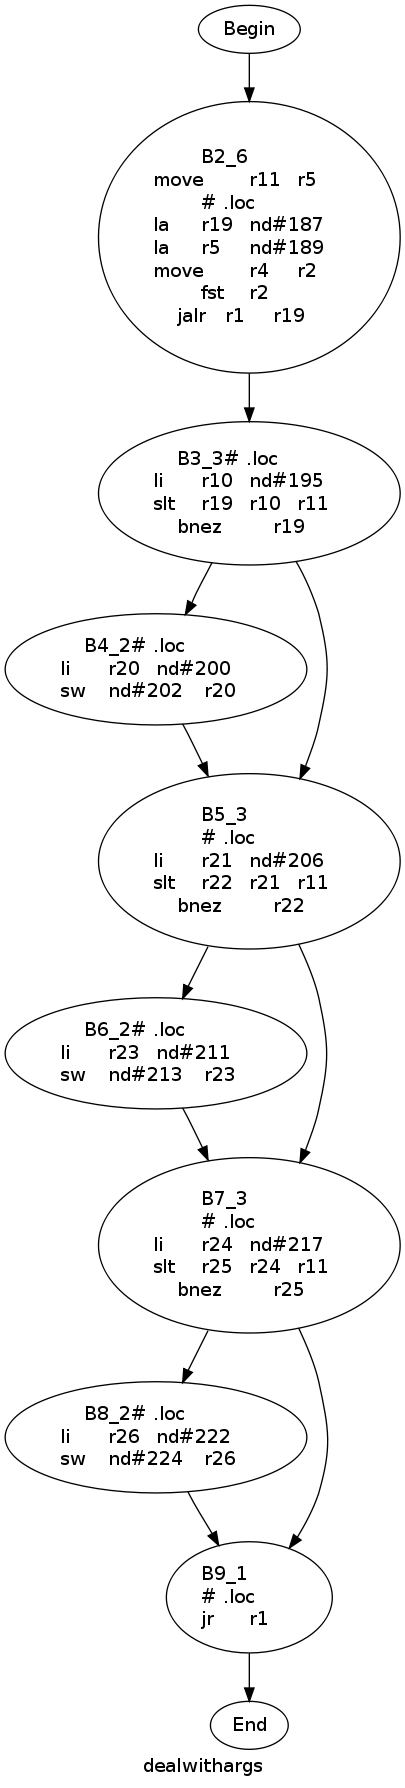 Begin
B2_6
move r11 r5
# .loc
la r19 nd#187
la r5 nd#189
move r4 r2
fst r2
jalr r1 r19
B3_3# .loc
li r10 nd#195
slt r19 r10 r11
bnez r19
B4_2# .loc
li r20 nd#200
sw nd#202 r20
B5_3
# .loc
li r21 nd#206
slt r22 r21 r11
bnez r22
B6_2# .loc
li r23 nd#211
sw nd#213 r23
B7_3
# .loc
li r24 nd#217
slt r25 r24 r11
bnez r25
B8_2# .loc
li r26 nd#222
sw nd#224 r26
B9_1
# .loc
jr r1
End
dealwithargs